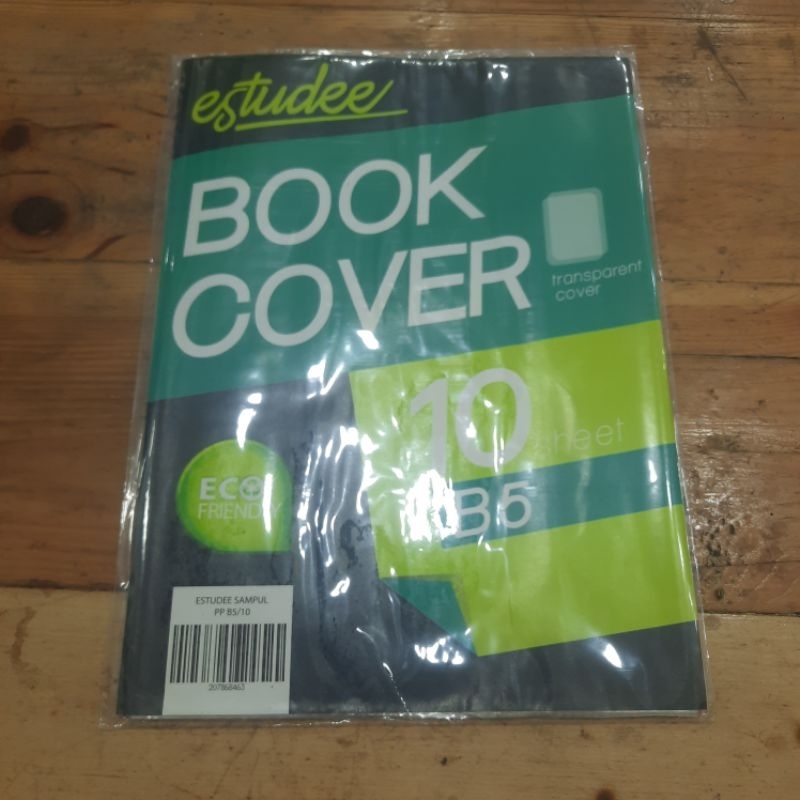 estudee
BOOK
COVER
transparent
cover
10 sheet
B5
ECO
FRIENDLY
ESTUDEE SAMPUL
PP B5/10
207868463